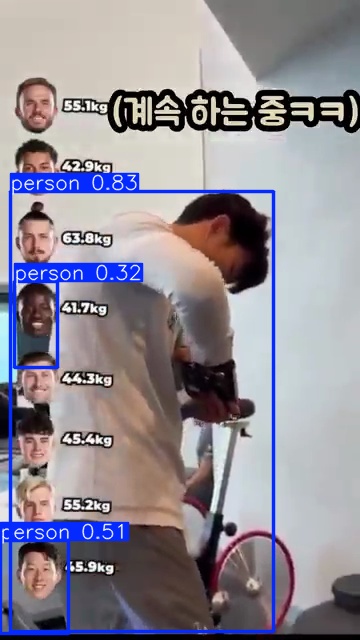 55.1kg
(계속 하는 중ㅋㅋ)
42.9kg
person 0.83
63.8kg
person 0.32
41.7kg
44.3kg
45.4kg
55.2kg
person 0.51
45.9kg